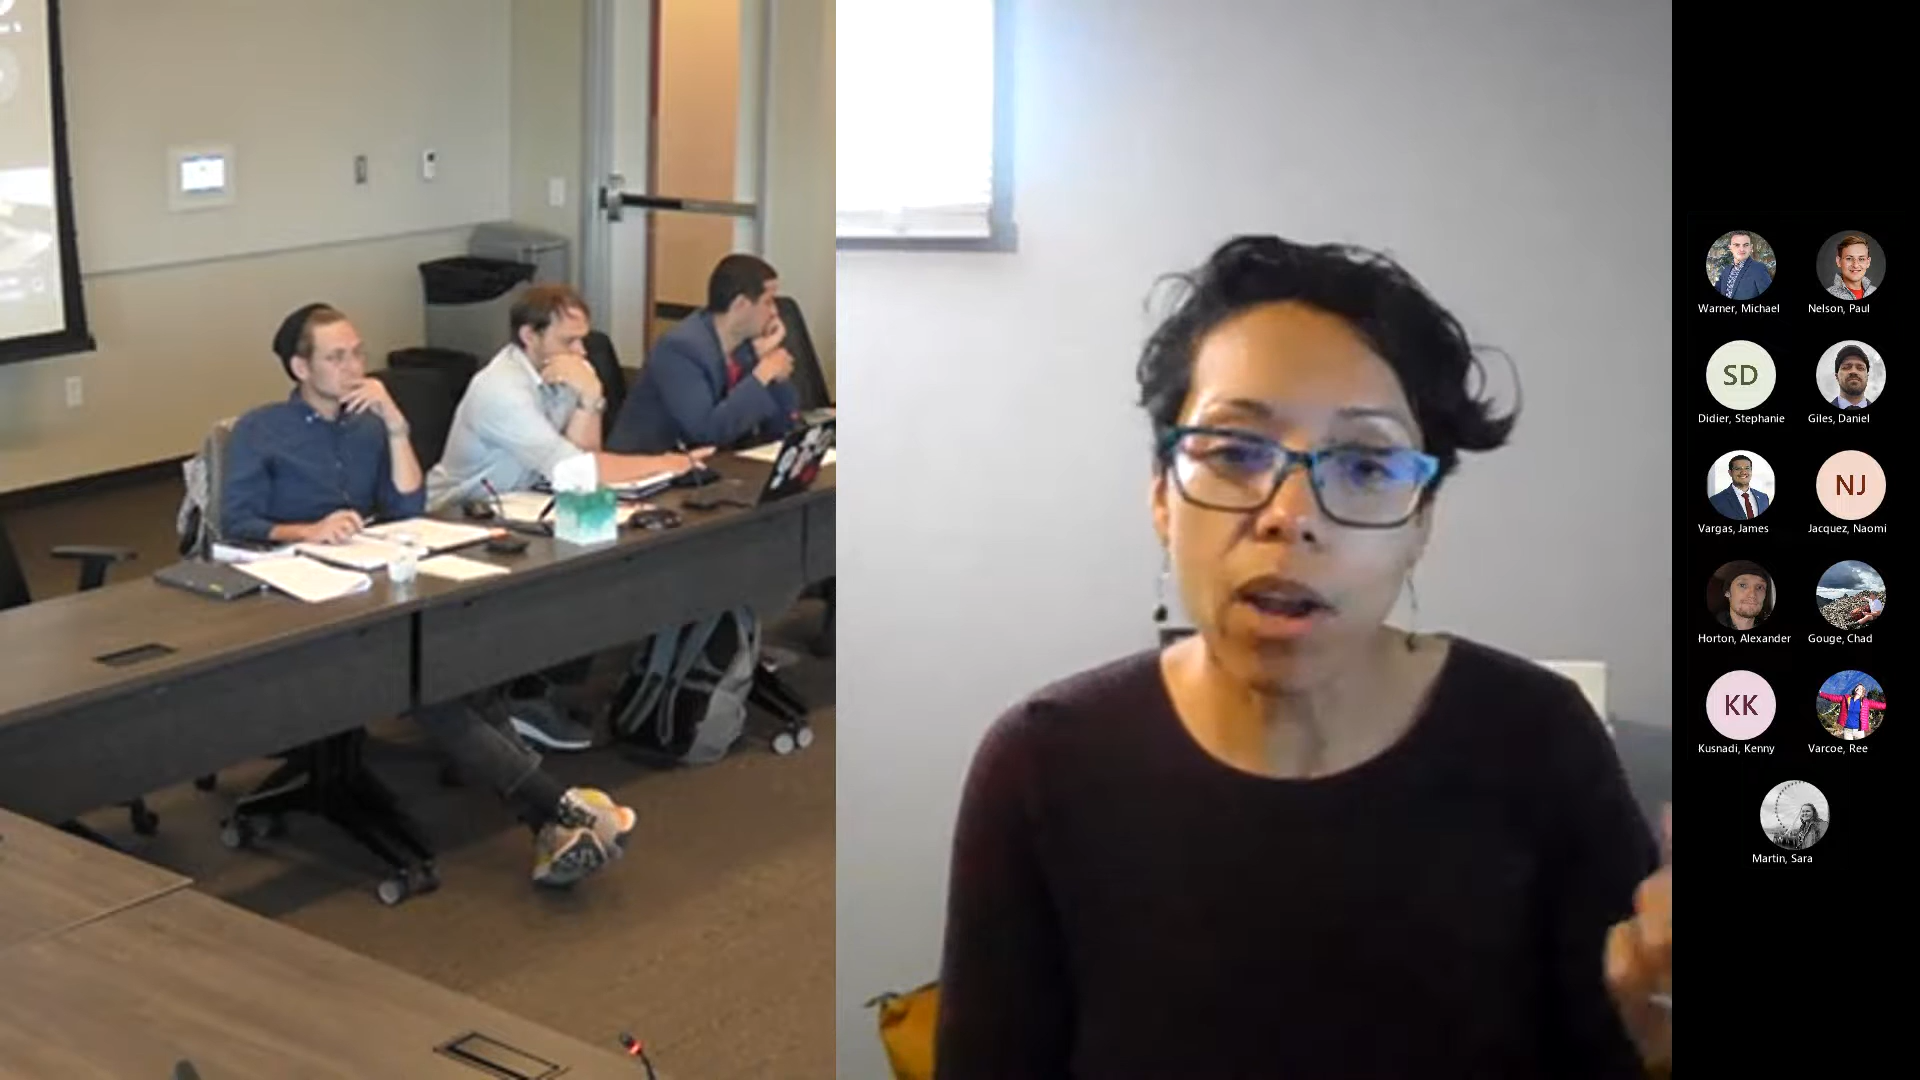 Warner, Michael
Nelson, Paul
SD
Didier, Stephanie
Giles, Daniel
Vargas, James
NJ
Jacquez, Naomi
Horton, Alexander
Gouge, Chad
KK
Kusnadi, Kenny
Varcoe, Ree
Martin, Sara